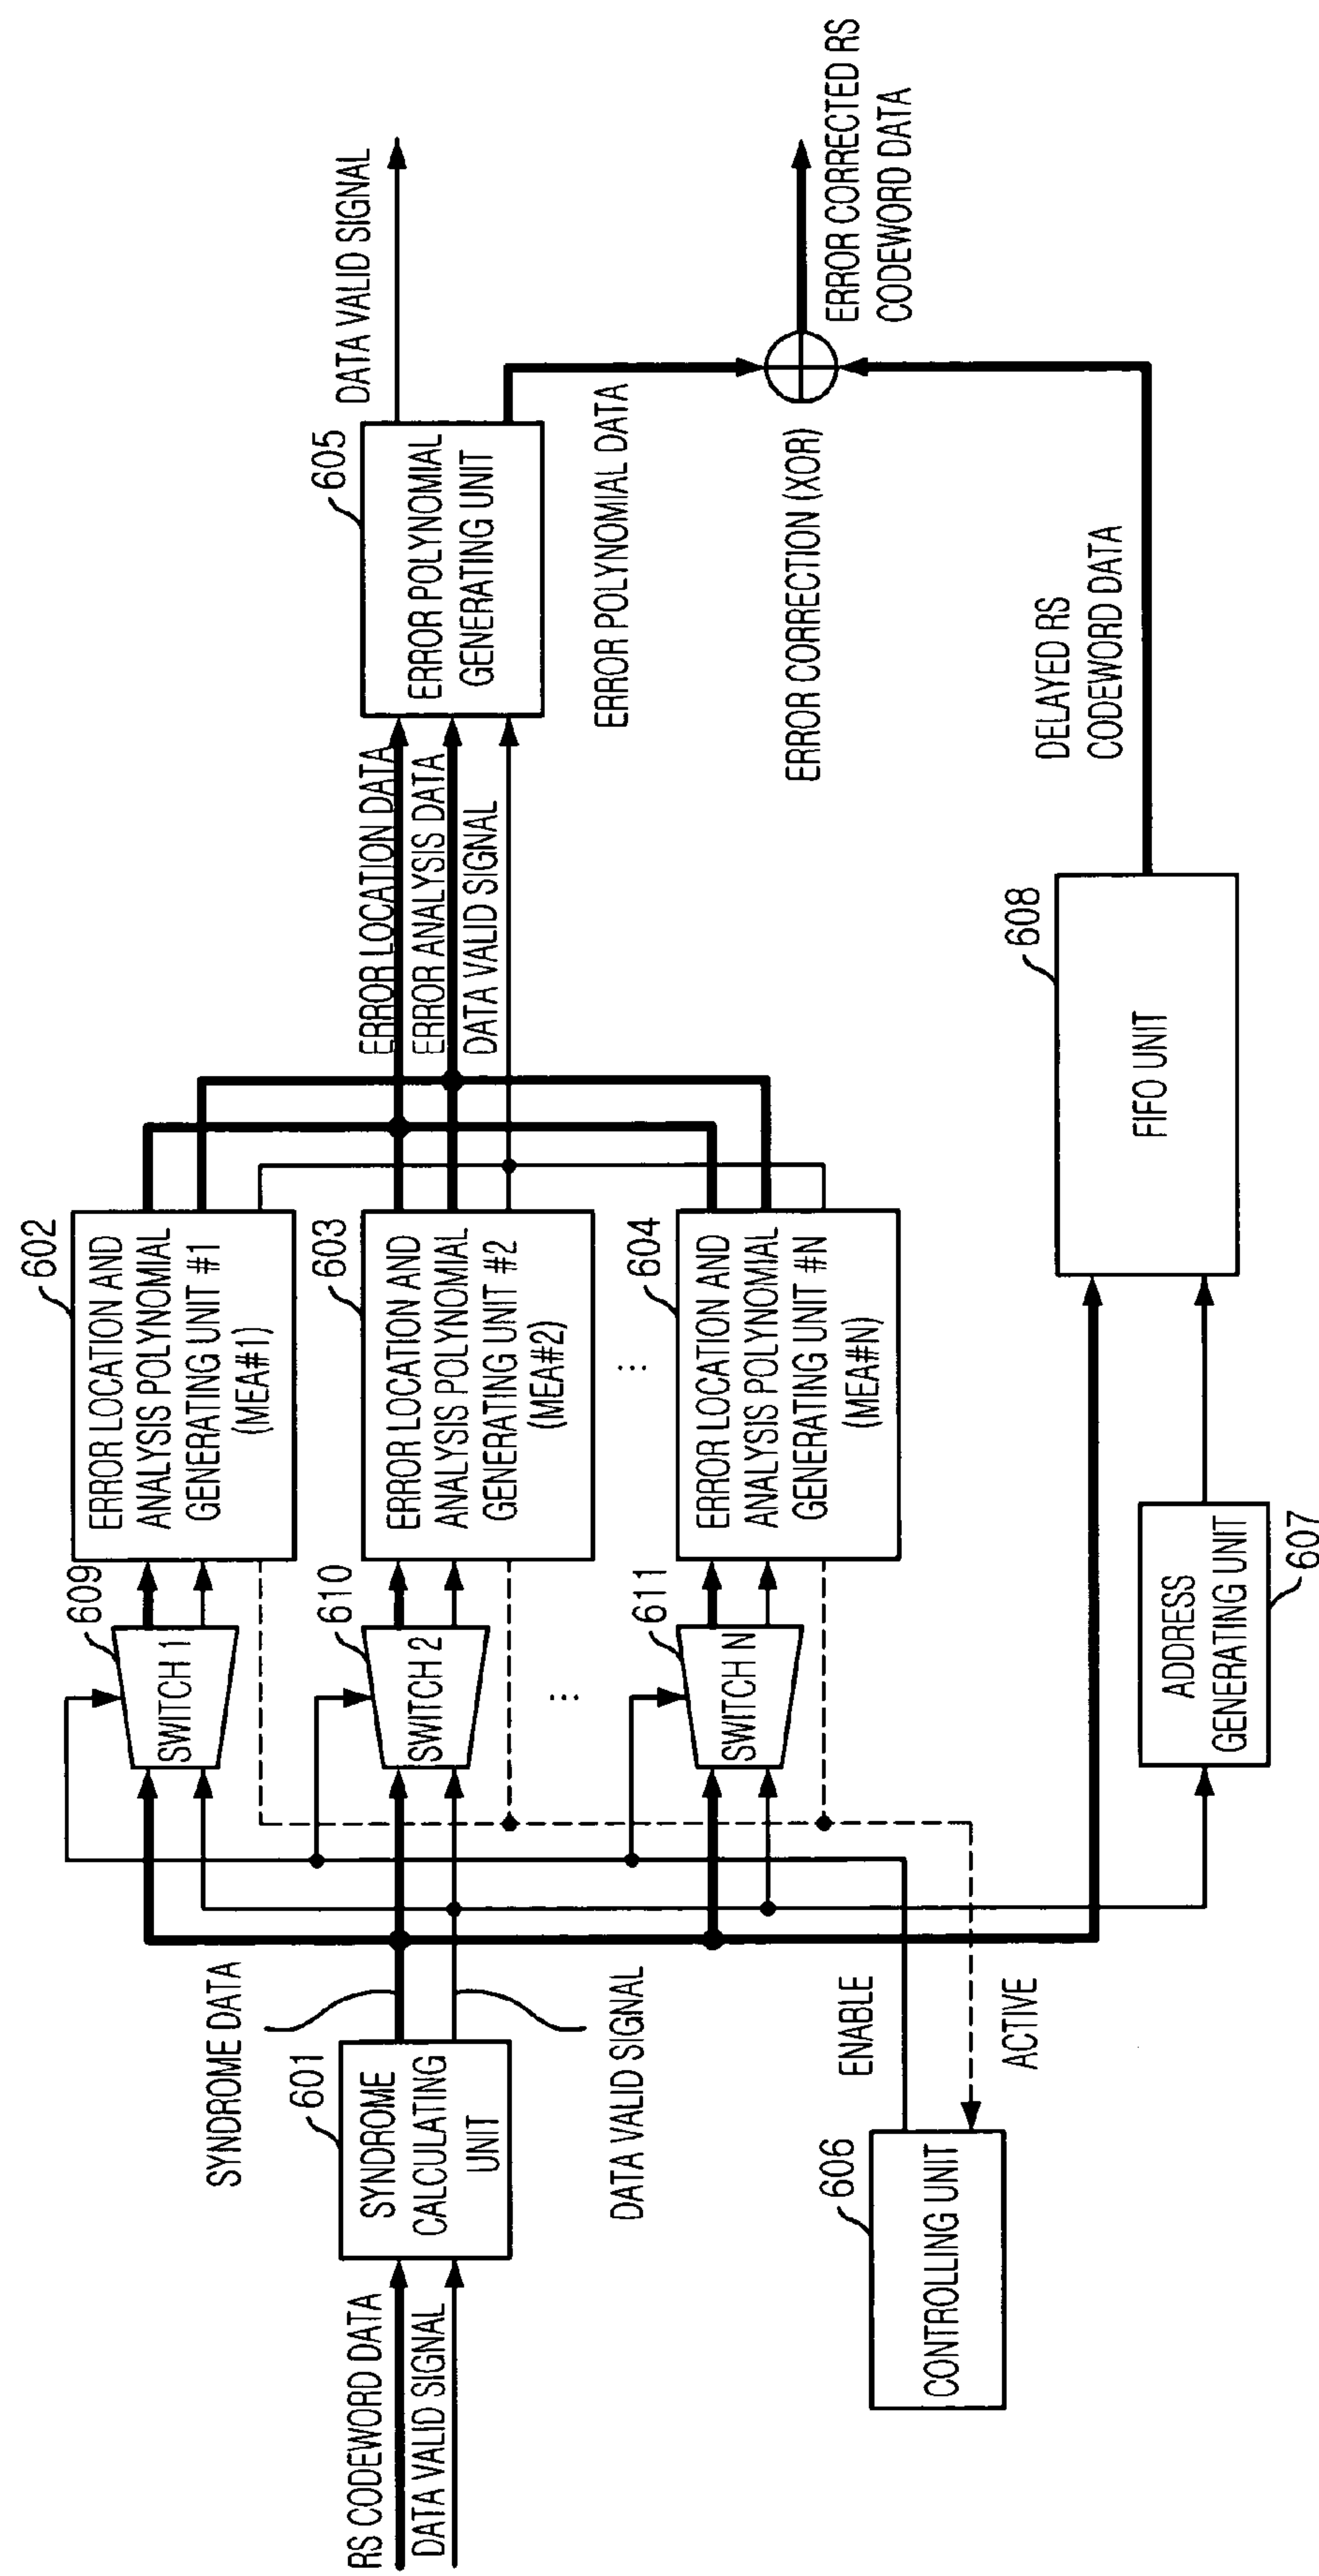 RS CODEWORD DATA
DATA VALID SIGNAL
601
SYNDROME
CALCULATING
UNIT
SYNDROME DATA
DATA VALID SIGNAL
606
CONTROLLING UNIT
ENABLE
ACTIVE
609
SWITCH 1
610
SWITCH 2
...
611
SWITCH N
602
ERROR LOCATION AND
ANALYSIS POLYNOMIAL
GENERATING UNIT #1
(MEA#1)
603
ERROR LOCATION AND
ANALYSIS POLYNOMIAL
GENERATING UNIT #2
(MEA#2)
...
604
ERROR LOCATION AND
ANALYSIS POLYNOMIAL
GENERATING UNIT #N
(MEA#N)
ADDRESS
GENERATING UNIT
607
608
FIFO UNIT
ERROR LOCATION DATA
ERROR ANALYSIS DATA
DATA VALID SIGNAL
605
ERROR POLYNOMIAL
GENERATING UNIT
DATA VALID SIGNAL
ERROR POLYNOMIAL DATA
ERROR CORRECTION (XOR)
DELAYED RS
CODEWORD DATA
ERROR CORRECTED RS
CODEWORD DATA